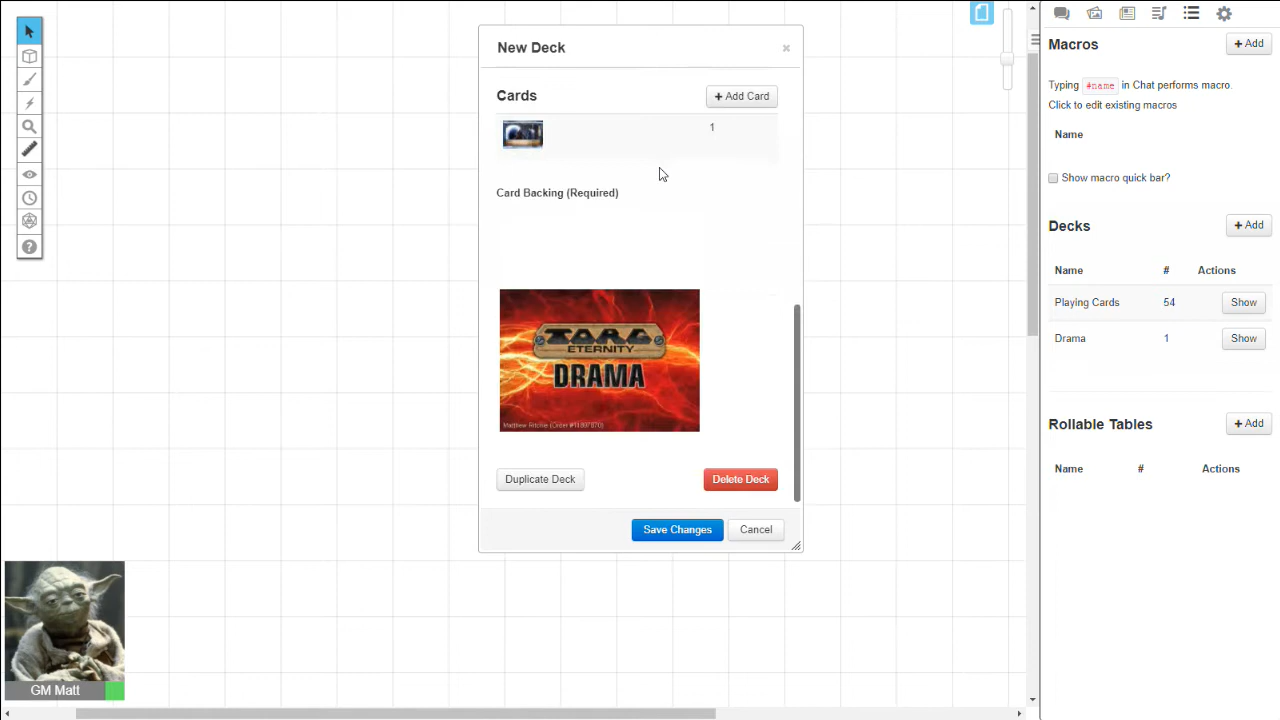 New Deck
×
Cards
+ Add Card
1
Card Backing (Required)
TORG
ETERNITY
DRAMA
Duplicate Deck
Delete Deck
Save Changes
Cancel
GM Matt
Macros
+ Add
Typing #name in Chat performs macro.
Click to edit existing macros
Name
Show macro quick bar?
Decks
+ Add
Name # Actions
Playing Cards 54 Show
Drama 1 Show
Rollable Tables
+ Add
Name # Actions